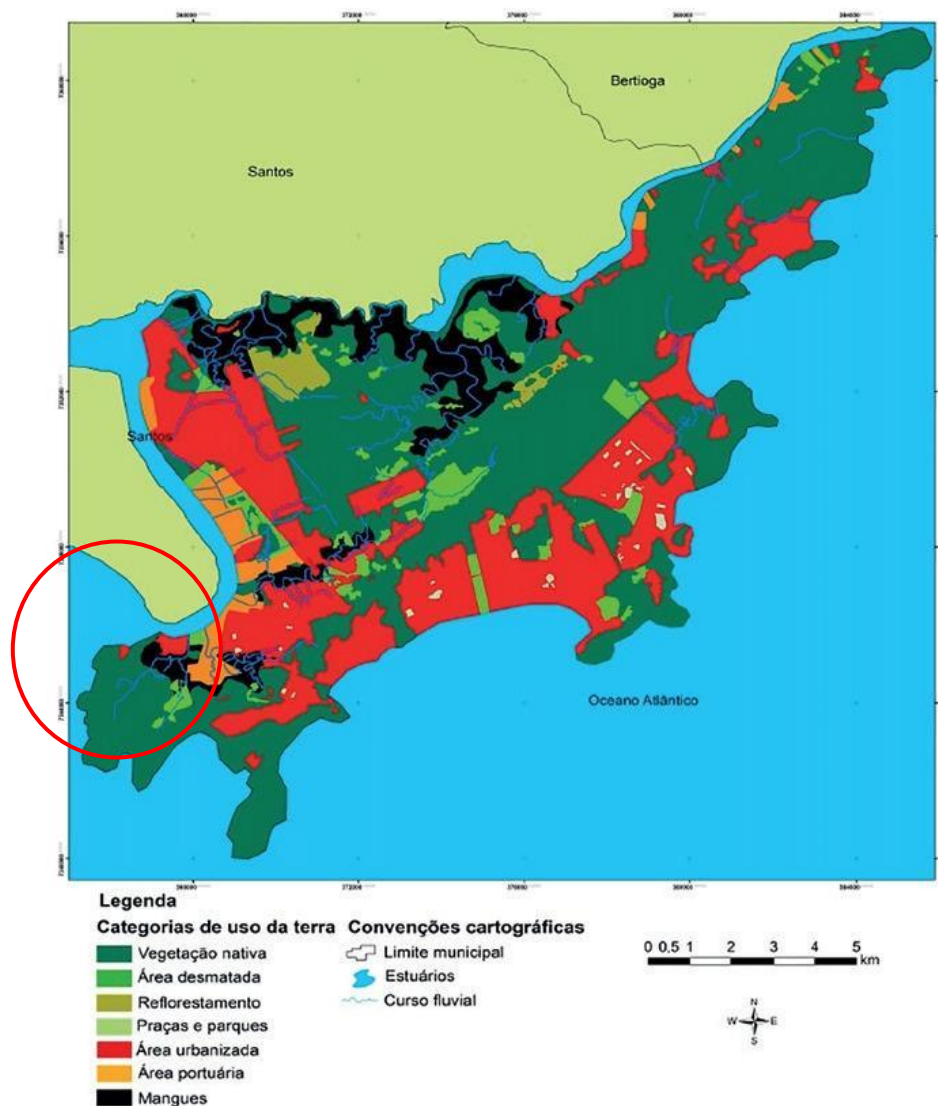 Bertioga
Santos
Santos
Oceano Atlântico
Legenda
Categorias de uso da terra
Vegetação nativa
Área desmatada
Reflorestamento
Praças e parques
Área urbanizada
Área portuária
Mangues
Convenções cartográficas
Limite municipal
Estuários
Curso fluvial
0 0,5 1 2 3 4 5
km
N
W E
S